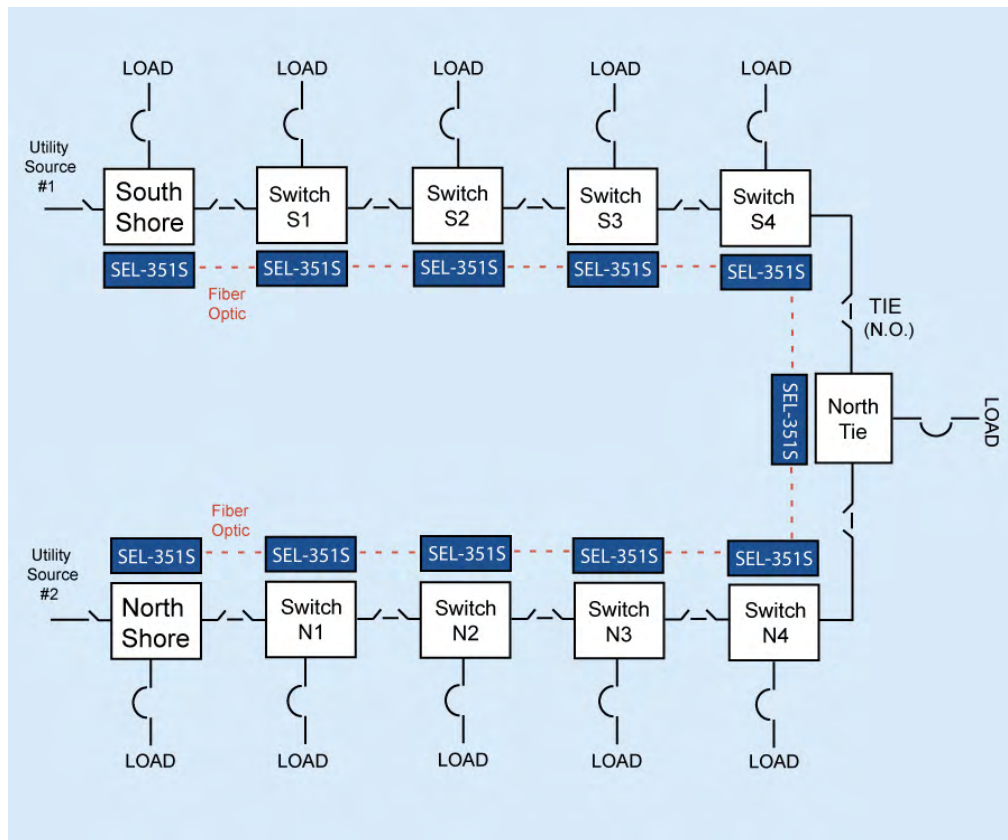 LOAD
LOAD
LOAD
LOAD
LOAD
Utility
Source
#1
South
Shore
Switch
S1
Switch
S2
Switch
S3
Switch
S4
SEL-351S
SEL-351S
SEL-351S
SEL-351S
SEL-351S
Fiber
Optic
TIE
(N.O.)
SEL-351S
North
Tie
LOAD
Fiber
Optic
SEL-351S
SEL-351S
SEL-351S
SEL-351S
SEL-351S
Utility
Source
#2
North
Shore
Switch
N1
Switch
N2
Switch
N3
Switch
N4
LOAD
LOAD
LOAD
LOAD
LOAD